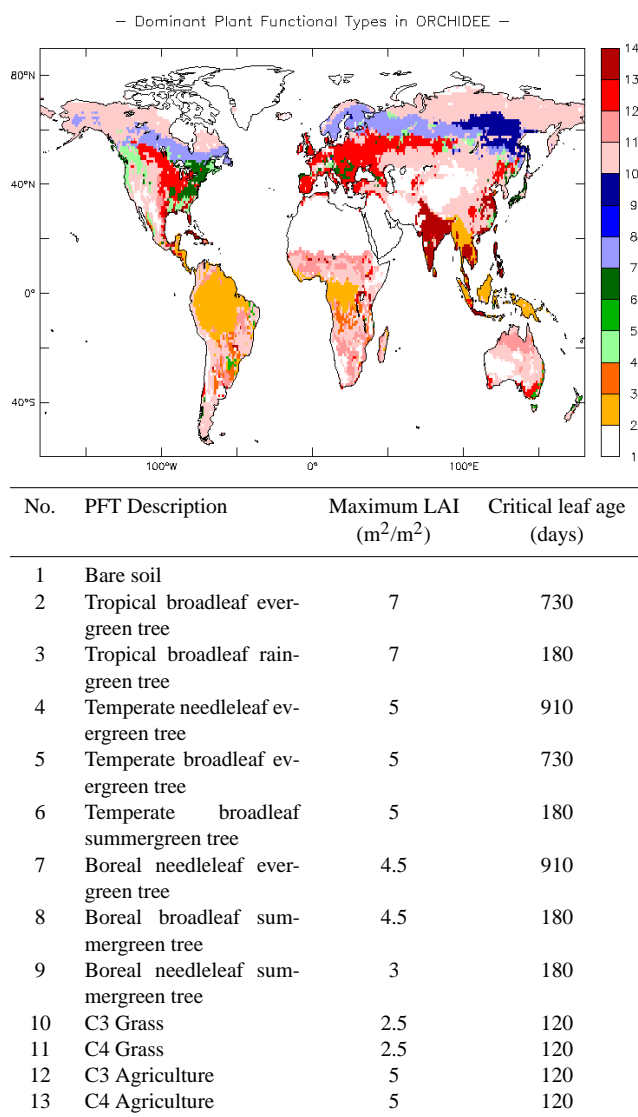 – Dominant Plant Functional Types in ORCHIDEE –
80°N
40°N
0°
40°S
100°W 0° 100°E
14
13
12
11
10
9
8
7
6
5
4
3
2
1
No. PFT Description Maximum LAI Critical leaf age
(m²/m²) (days)
1 Bare soil
2 Tropical broadleaf ever- 7 730
green tree
3 Tropical broadleaf rain- 7 180
green tree
4 Temperate needleleaf ev- 5 910
ergreen tree
5 Temperate broadleaf ev- 5 730
ergreen tree
6 Temperate broadleaf 5 180
summergreen tree
7 Boreal needleleaf ever- 4.5 910
green tree
8 Boreal broadleaf sum- 4.5 180
mergreen tree
9 Boreal needleleaf sum- 3 180
mergreen tree
10 C3 Grass 2.5 120
11 C4 Grass 2.5 120
12 C3 Agriculture 5 120
13 C4 Agriculture 5 120